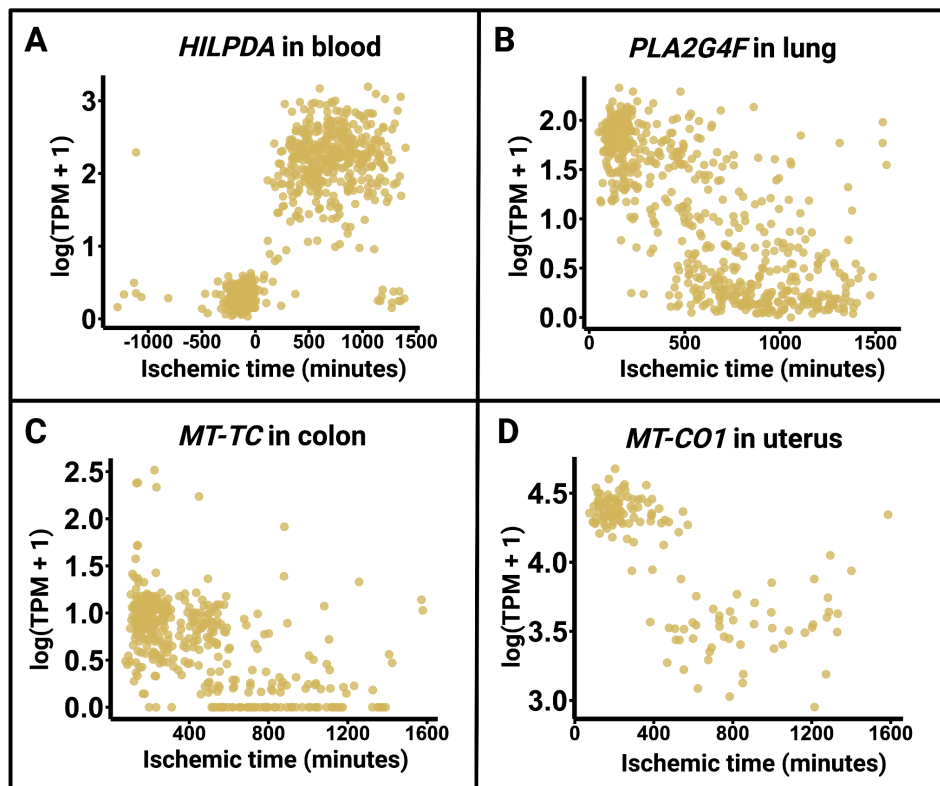 A
HILPDA in blood
log(TPM + 1)
3
2
1
0
-1000 -500 0 500 1000 1500
Ischemic time (minutes)
B
PLA2G4F in lung
log(TPM + 1)
2.0
1.5
1.0
0.5
0.0
0 500 1000 1500
Ischemic time (minutes)
C
MT-TC in colon
log(TPM + 1)
2.5
2.0
1.5
1.0
0.5
0.0
400 800 1200 1600
Ischemic time (minutes)
D
MT-CO1 in uterus
log(TPM + 1)
4.5
4.0
3.5
3.0
0 400 800 1200 1600
Ischemic time (minutes)